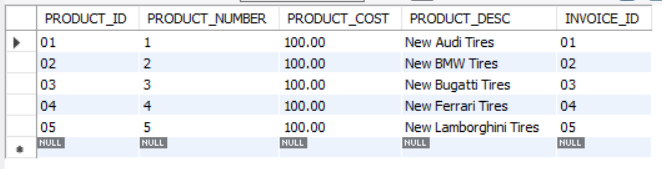 PRODUCT_ID PRODUCT_NUMBER PRODUCT_COST PRODUCT_DESC INVOICE_ID
01 1 100.00 New Audi Tires 01
02 2 100.00 New BMW Tires 02
03 3 100.00 New Bugatti Tires 03
04 4 100.00 New Ferrari Tires 04
05 5 100.00 New Lamborghini Tires 05
NULL NULL NULL NULL NULL